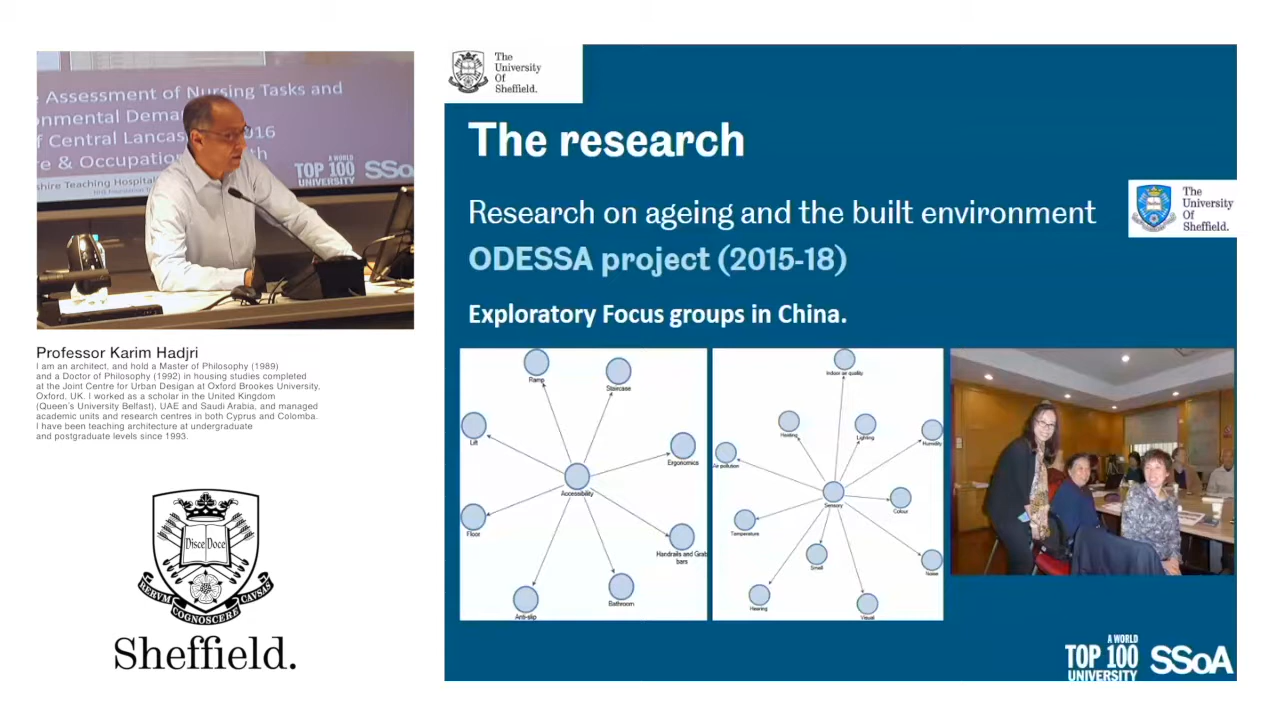 e Assessment of Nursing Tasks and
onmental Dema
f Central Lancas 2016
e & Occupation th
shire Teaching Hospital
A WORLD
TOP 100
UNIVERSITY
SSoA
Professor Karim Hadjri
I am an architect, and hold a Master of Philosophy (1989)
and a Doctor of Philosophy (1992) in housing studies completed
at the Joint Centre for Urban Desigan at Oxford Brookes University,
Oxford, UK. I worked as a scholar in the United Kingdom
(Queen's University Belfast), UAE and Saudi Arabia, and managed
academic units and research centres in both Cyprus and Colomba.
I have been teaching architecture at undergraduate
and postgraduate levels since 1993.
Disce Doce
RERVM COGNOSCERE CAVSAS
Sheffield.
The
University
Of
Sheffield.
The research
The
University
Of
Sheffield.
Research on ageing and the built environment
ODESSA project (2015-18)
Exploratory Focus groups in China.
Ramp
Staircase
Lift
Ergonomics
Accessibility
Floor
Handrails and Grab
bars
Bathroom
Anti-slip
Indoor air quality
Heating
Lighting
Humidity
Air pollution
Sensory
Colour
Temperature
Smell
Noise
Hearing
Visual
A WORLD
TOP 100
UNIVERSITY
SSoA